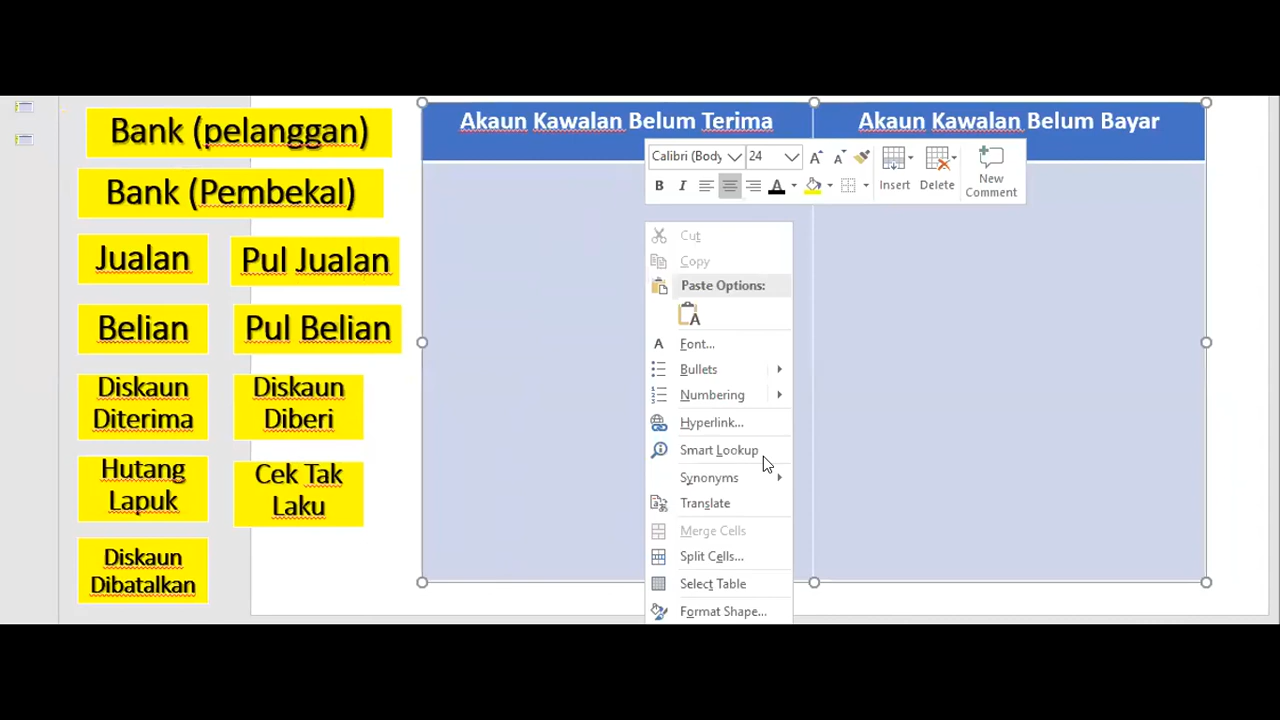 Bank (pelanggan)
Bank (Pembekal)
Jualan
Pul Jualan
Belian
Pul Belian
Diskaun
Diterima
Diskaun
Diberi
Hutang
Lapuk
Cek Tak
Laku
Diskaun
Dibatalkan
Akaun Kawalan Belum Terima
Akaun Kawalan Belum Bayar
Calibri (Body
24
A
A
B
I
A
Insert
Delete
New
Comment
Cut
Copy
Paste Options:
A
A
Font...
Bullets
Numbering
Hyperlink...
Smart Lookup
Synonyms
Translate
Merge Cells
Split Cells...
Select Table
Format Shape...